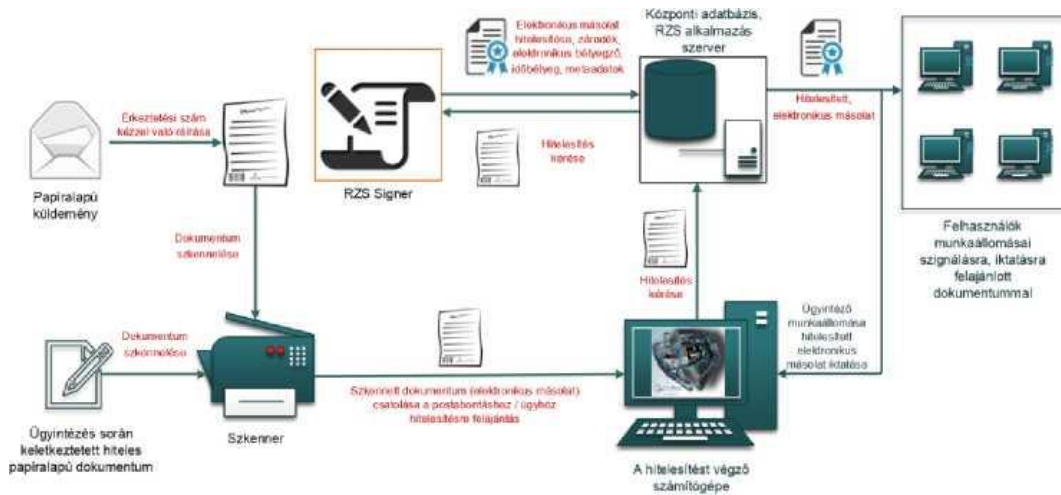 Érkeztetési szám
kézzel való ráírása
Papíralapú
küldemény
RZS Signer
Elektronikus másolat
hitelesítése, záradék,
elektronikus bélyegző,
időbélyeg, metaadatok
Hitelesítés
kérése
Központi adatbázis,
RZS alkalmazás
szerver
Hitelesített,
elektronikus másolat
Felhasználók
munkaállomásai
szignálásra, iktatásra
felajánlott
dokumentummal
Dokumentum
szkennelése
Dokumentum
szkennelése
Ügyintézés során
keletkeztetett hiteles
papíralapú dokumentum
Szkenner
Szkennelt dokumentum (elektronikus másolat)
csatolása a postabontáshoz / ügyhöz
hitelesítésre felajánlás
Hitelesítés
kérése
Ügyintéző
munkaállomása
hitelesített
elektronikus
másolat iktatása
A hitelesítést végző
számítógépe